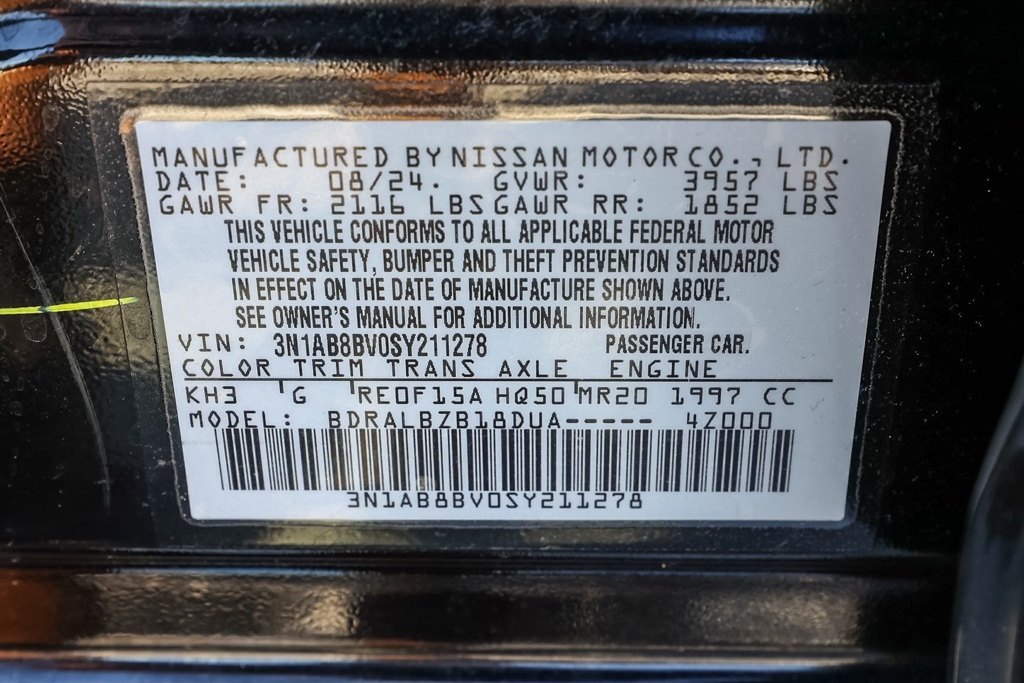 MANUFACTURED BY NISSAN MOTOR CO., LTD.
DATE: 08/24. GVWR: 3957 LBS
GAWR FR: 2116 LBS GAWR RR: 1852 LBS
THIS VEHICLE CONFORMS TO ALL APPLICABLE FEDERAL MOTOR
VEHICLE SAFETY, BUMPER AND THEFT PREVENTION STANDARDS
IN EFFECT ON THE DATE OF MANUFACTURE SHOWN ABOVE.
SEE OWNER'S MANUAL FOR ADDITIONAL INFORMATION.
VIN: 3N1AB8BV0SY211278 PASSENGER CAR.
COLOR TRIM TRANS AXLE ENGINE
KH3 G RE0F15A HQ50 MR20 1997 CC
MODEL: BDRALBZB18DUA----- 4Z000
3N1AB8BV0SY211278